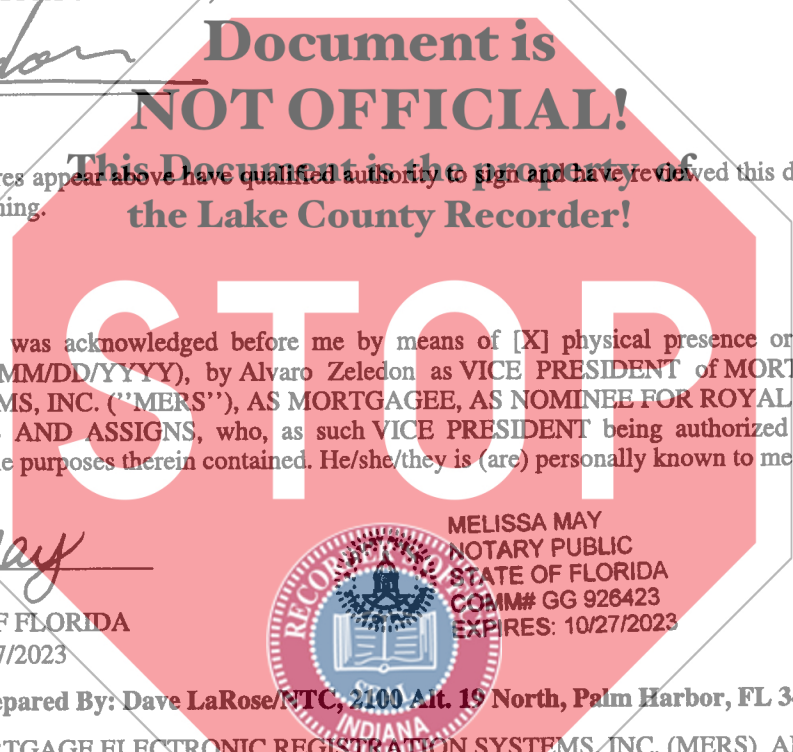 Document is
NOT OFFICIAL!
This Document is the property of
res appear above have qualified authority to sign and have reviewed this d
ning.
the Lake County Recorder!
STOP
was acknowledged before me by means of [X] physical presence or
MM/DD/YYYY), by Alvaro Zeledon as VICE PRESIDENT of MORT
MS, INC. (''MERS''), AS MORTGAGEE, AS NOMINEE FOR ROYAL
S AND ASSIGNS, who, as such VICE PRESIDENT being authorized
e purposes therein contained. He/she/they is (are) personally known to me
MELISSA MAY
NOTARY PUBLIC
STATE OF FLORIDA
COMM# GG 926423
EXPIRES: 10/27/2023
F FLORIDA
7/2023
RECORDER'S OFFICE
SEAL
INDIANA
epared By: Dave LaRose/NTC, 2100 Alt. 19 North, Palm Harbor, FL 34
RTGAGE ELECTRONIC REGISTRATION SYSTEMS, INC. (MERS), A